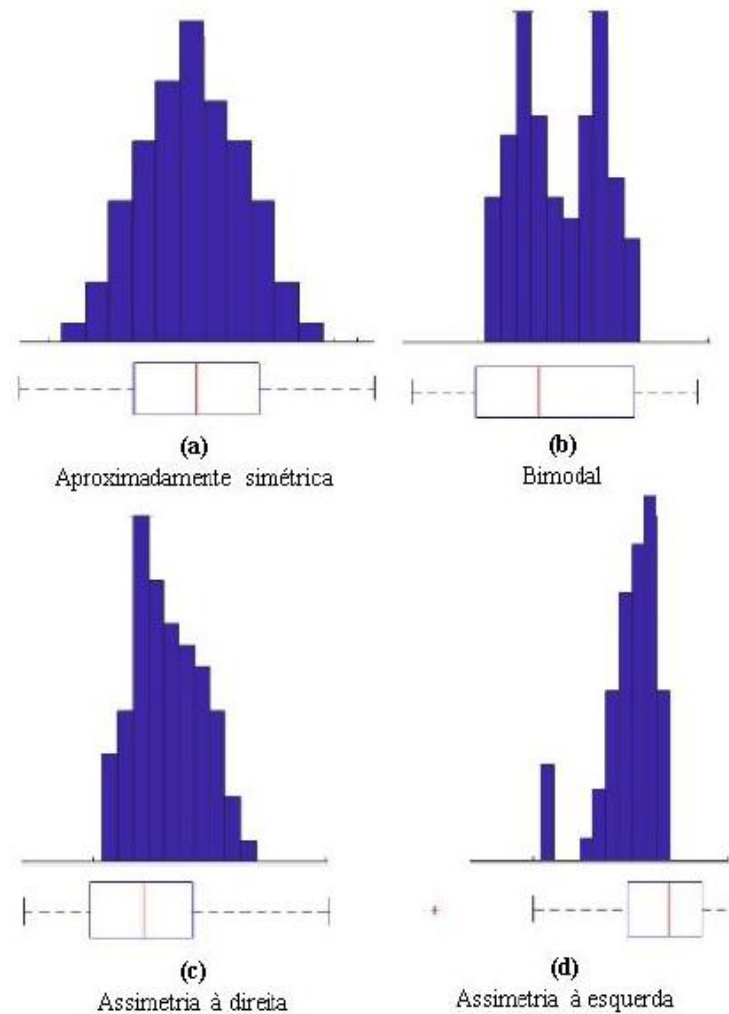 (a)
Aproximadamente simétrica
(b)
Bimodal
(c)
Assimetria à direita
(d)
Assimetria à esquerda